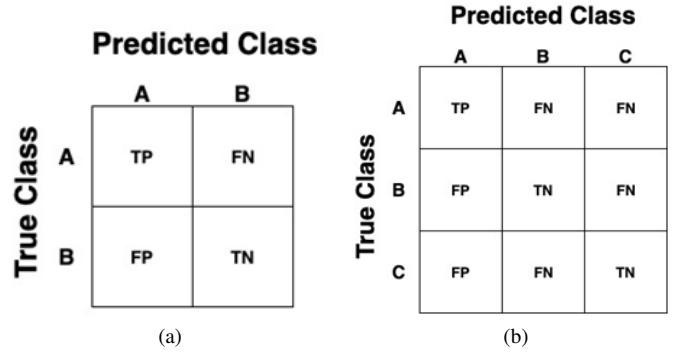 Predicted Class
A B
True Class
A TP FN
B FP TN
(a)
Predicted Class
A B C
True Class
A TP FN FN
B FP TN FN
C FP FN TN
(b)